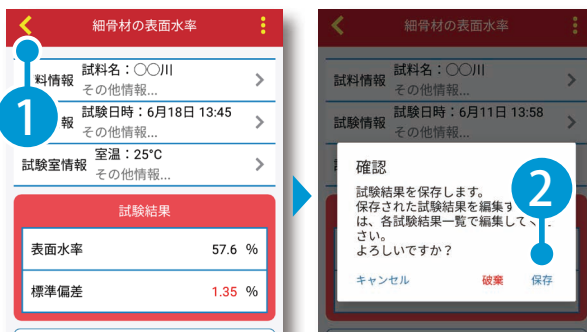 細骨材の表面水率
料情報
試料名：○○川
その他情報...
1
報
試験日時：6月18日 13:45
その他情報...
試験室情報
室温：25°C
その他情報...
試験結果
表面水率 57.6 %
標準偏差 1.35 %
細骨材の表面水率
試料情報
試料名：○○川
その他情報...
試験情報
試験日時：6月11日 13:58
その他情報...
確認
試験結果を保存します。
保存された試験結果を編集す
は、各試験結果一覧で編集して
さい。
よろしいですか？
2
キャンセル 破棄 保存